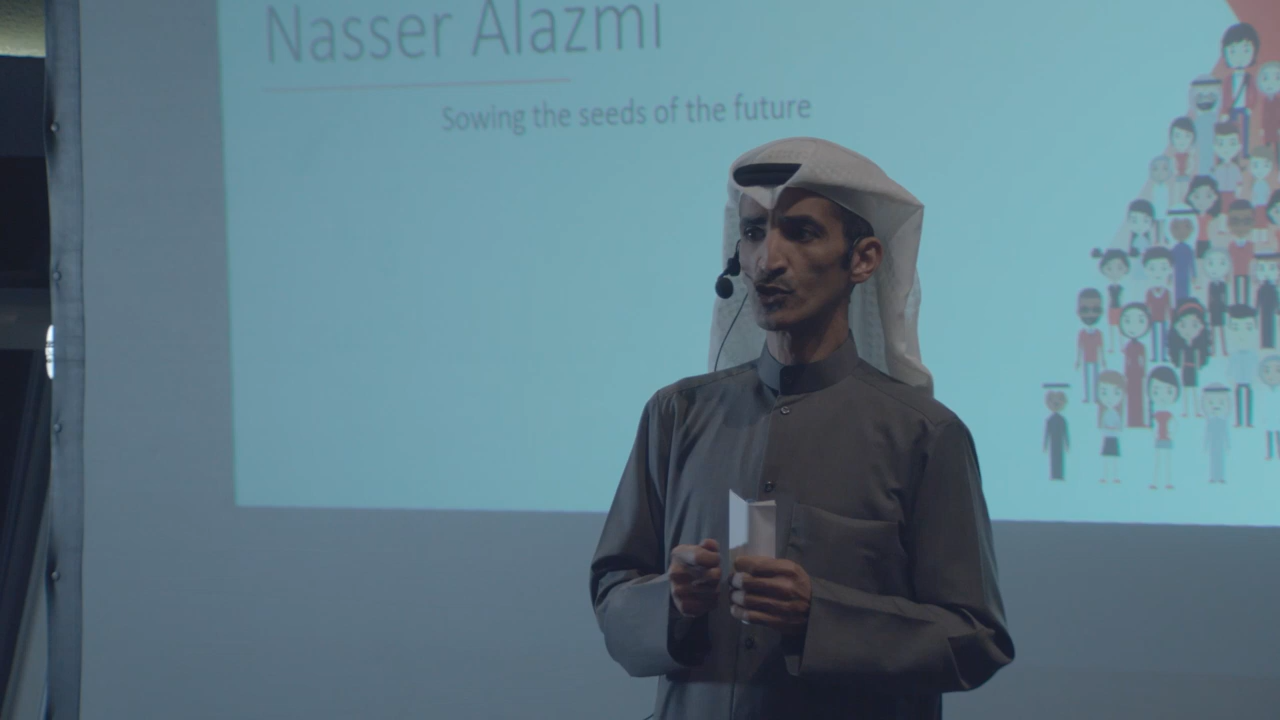 Nasser Alazmi
Sowing the seeds of the future